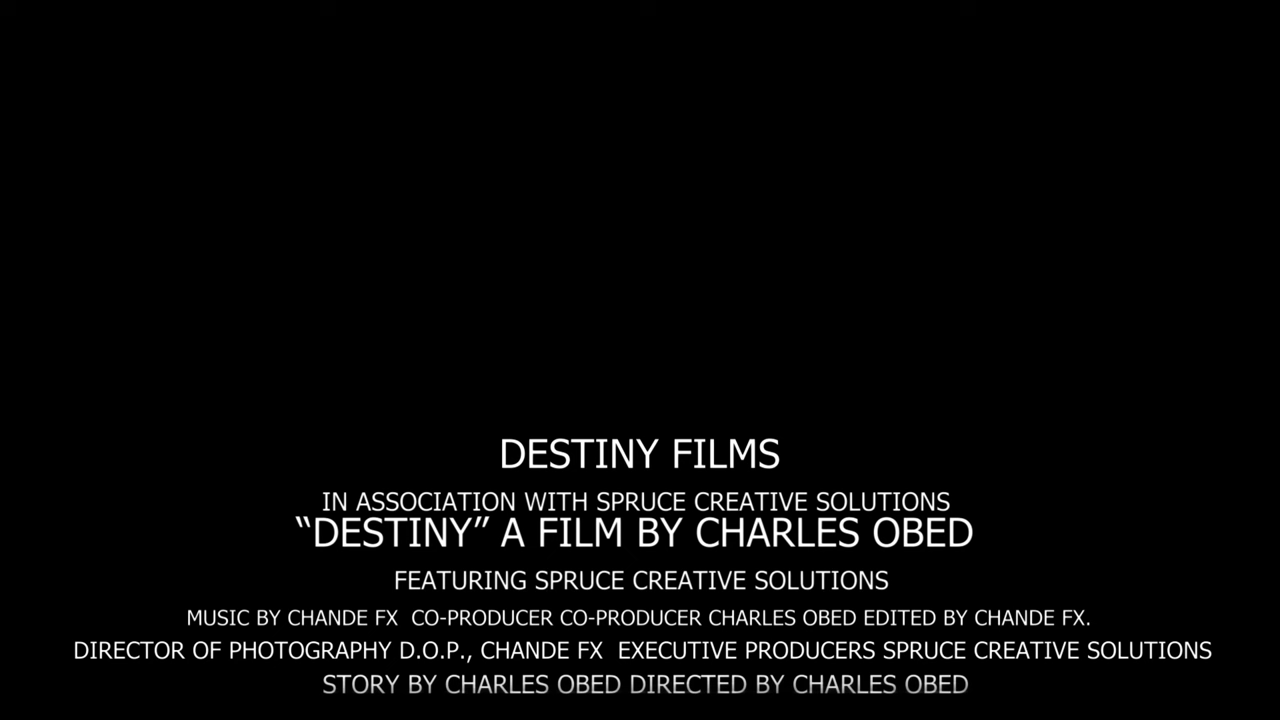 DESTINY FILMS
IN ASSOCIATION WITH SPRUCE CREATIVE SOLUTIONS
“DESTINY” A FILM BY CHARLES OBED
FEATURING SPRUCE CREATIVE SOLUTIONS
MUSIC BY CHANDE FX CO-PRODUCER CO-PRODUCER CHARLES OBED EDITED BY CHANDE FX.
DIRECTOR OF PHOTOGRAPHY D.O.P., CHANDE FX EXECUTIVE PRODUCERS SPRUCE CREATIVE SOLUTIONS
STORY BY CHARLES OBED DIRECTED BY CHARLES OBED